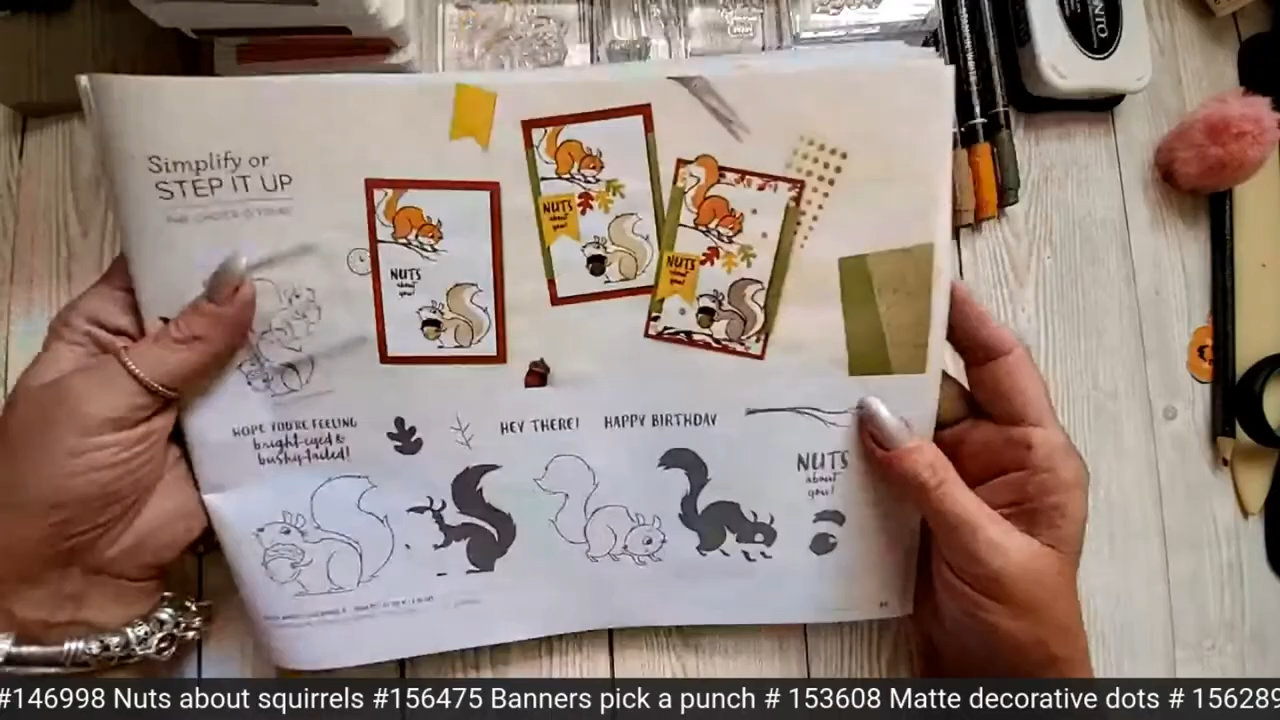 Simplify or
STEP IT UP
NUTS
about
you!
NUTS
about
you!
NUTS
about
you!
HOPE YOU'RE FEELING
bright-eyed &
bushy-tailed!
HEY THERE!
HAPPY BIRTHDAY
NUTS
about
you!
#146998 Nuts about squirrels #156475 Banners pick a punch # 153608 Matte decorative dots # 156289